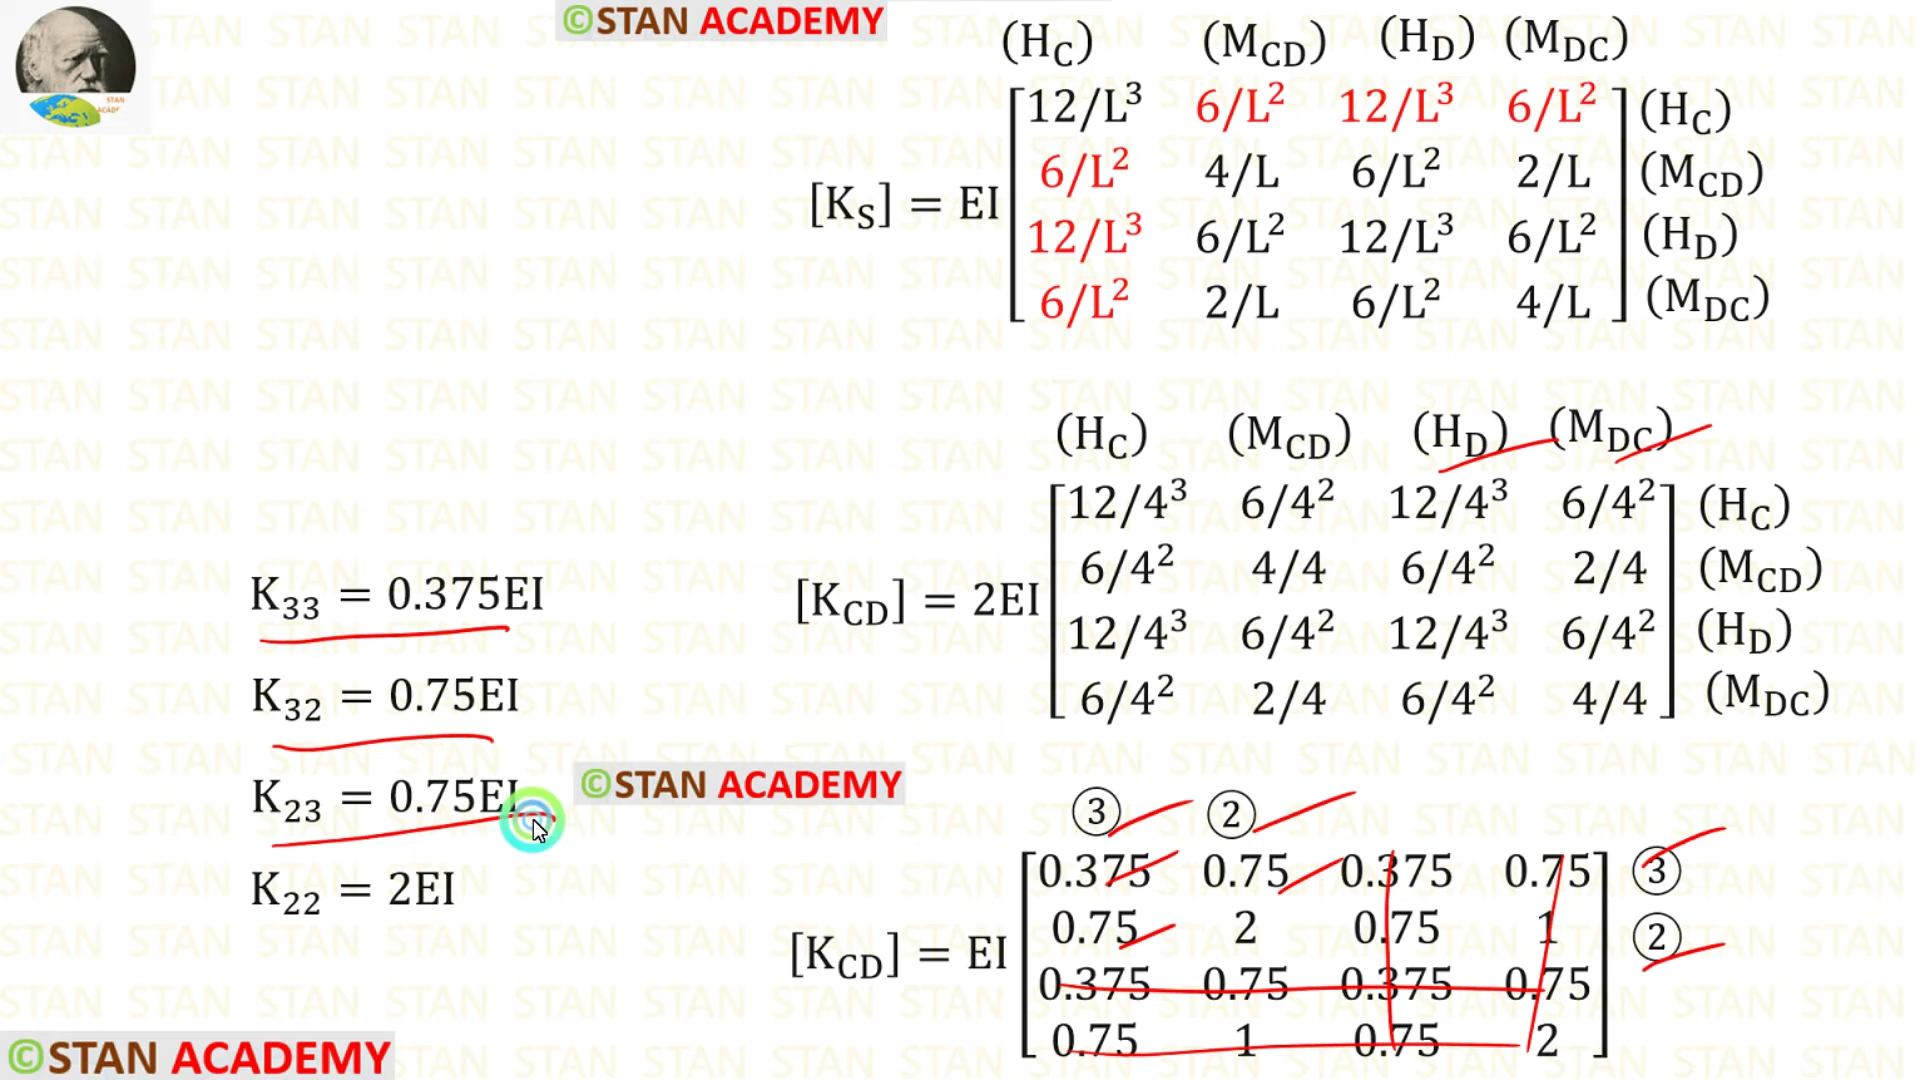 ©STAN ACADEMY
STAN ACADEMY
(H_C) (M_CD) (H_D) (M_DC)
[K_S] = EI
12/L³ 6/L² 12/L³ 6/L² (H_C)
6/L² 4/L 6/L² 2/L (M_CD)
12/L³ 6/L² 12/L³ 6/L² (H_D)
6/L² 2/L 6/L² 4/L (M_DC)
(H_C) (M_CD) (H_D) (M_DC)
[K_CD] = 2EI
12/4³ 6/4² 12/4³ 6/4² (H_C)
6/4² 4/4 6/4² 2/4 (M_CD)
12/4³ 6/4² 12/4³ 6/4² (H_D)
6/4² 2/4 6/4² 4/4 (M_DC)
K₃₃ = 0.375EI
K₃₂ = 0.75EI
K₂₃ = 0.75EI
K₂₂ = 2EI
©STAN ACADEMY
③ ②
[K_CD] = EI
0.375 0.75 0.375 0.75 ③
0.75 2 0.75 1 ②
0.375 0.75 0.375 0.75
0.75 1 0.75 2
©STAN ACADEMY